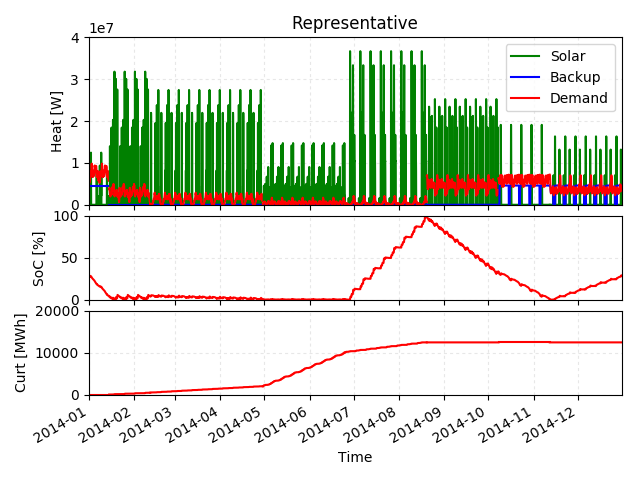 Representative
1e7
4
3
2
1
0
Heat [W]
Solar
Backup
Demand
100
50
0
SoC [%]
20000
10000
0
Curt [MWh]
2014-01
2014-02
2014-03
2014-04
2014-05
2014-06
2014-07
2014-08
2014-09
2014-10
2014-11
2014-12
Time